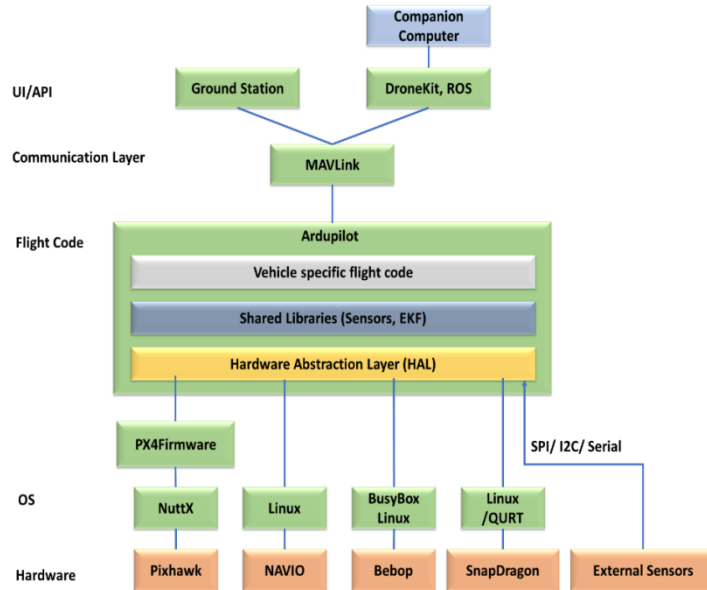 Companion
Computer
UI/API
Ground Station
DroneKit, ROS
Communication Layer
MAVLink
Flight Code
Ardupilot
Vehicle specific flight code
Shared Libraries (Sensors, EKF)
Hardware Abstraction Layer (HAL)
PX4Firmware
SPI/ I2C/ Serial
OS
NuttX
Linux
BusyBox
Linux
Linux
/QURT
Hardware
Pixhawk
NAVIO
Bebop
SnapDragon
External Sensors